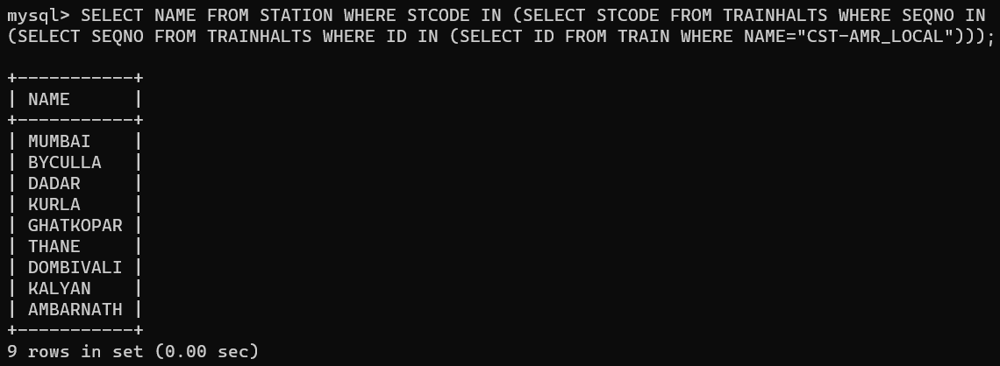 mysql> SELECT NAME FROM STATION WHERE STCODE IN (SELECT STCODE FROM TRAINHALTS WHERE SEQNO IN
(SELECT SEQNO FROM TRAINHALTS WHERE ID IN (SELECT ID FROM TRAIN WHERE NAME="CST-AMR_LOCAL")));
+-----------+
| NAME      |
+-----------+
| MUMBAI    |
| BYCULLA   |
| DADAR     |
| KURLA     |
| GHATKOPAR |
| THANE     |
| DOMBIVALI |
| KALYAN    |
| AMBARNATH |
+-----------+
9 rows in set (0.00 sec)